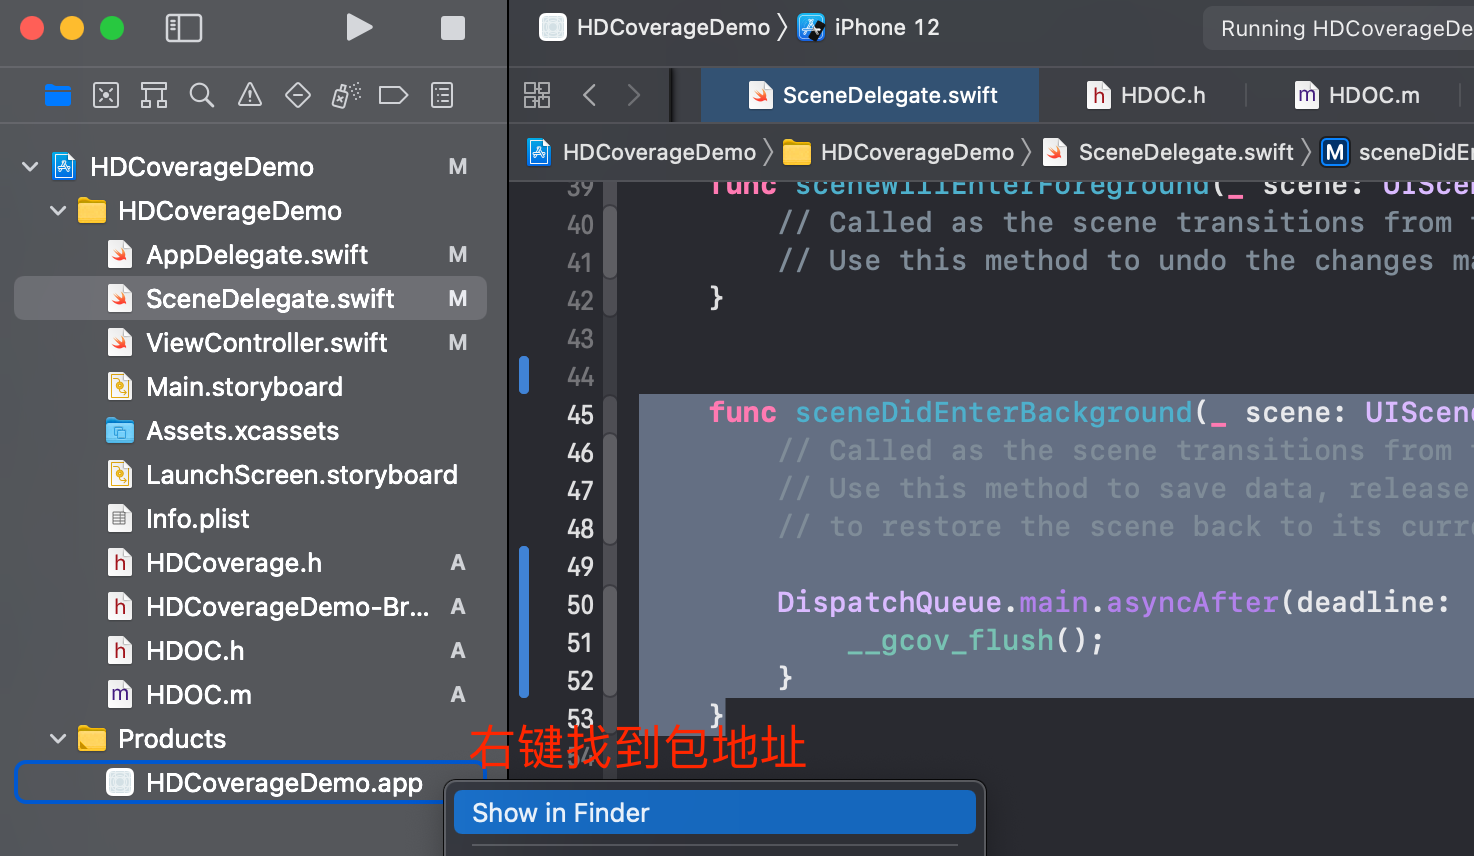 HDCoverageDemo
iPhone 12
Running HDCoverageDe
SceneDelegate.swift
HDOC.h
HDOC.m
HDCoverageDemo
HDCoverageDemo
SceneDelegate.swift
M
sceneDidEn
HDCoverageDemo M
HDCoverageDemo
AppDelegate.swift M
SceneDelegate.swift M
ViewController.swift M
Main.storyboard
Assets.xcassets
LaunchScreen.storyboard
Info.plist
HDCoverage.h A
HDCoverageDemo-Br... A
HDOC.h A
HDOC.m A
Products
HDCoverageDemo.app
39 func sceneWillEnterForeground(_ scene: UIScen
40 // Called as the scene transitions from
41 // Use this method to undo the changes ma
42 }
43
44
45 func sceneDidEnterBackground(_ scene: UIScene
46 // Called as the scene transitions from
47 // Use this method to save data, release
48 // to restore the scene back to its curre
49
50 DispatchQueue.main.asyncAfter(deadline:
51 __gcov_flush();
52 }
53 }
54
右键找到包地址
Show in Finder